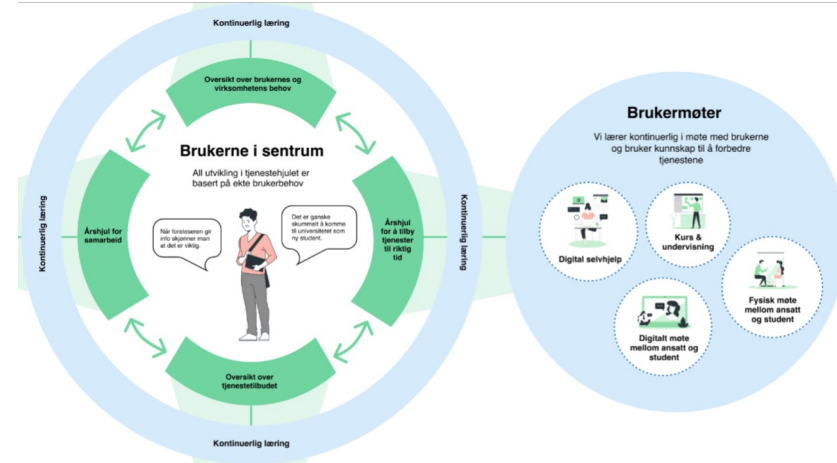 Kontinuerlig læring
Oversikt over brukernes og
virksomhetens behov
Brukerne i sentrum
All utvikling i tjenestehjulet er
basert på ekte brukerbehov
Kontinuerlig læring
Årshjul for
samarbeid
Når foreleseren gir
info skjønner man
at det er viktig.
Det er ganske
skummelt å komme
til universitetet som
ny student.
Årshjul
for å tilby
tjenester
til riktig
tid
Kontinuerlig læring
Oversikt over
tjenestetilbudet
Kontinuerlig læring
Brukermøter
Vi lærer kontinuerlig i møte med brukerne
og bruker kunnskap til å forbedre
tjenestene
Digital selvhjelp
Kurs &
undervisning
Fysisk møte
mellom ansatt
og student
Digitalt møte
mellom ansatt og
student